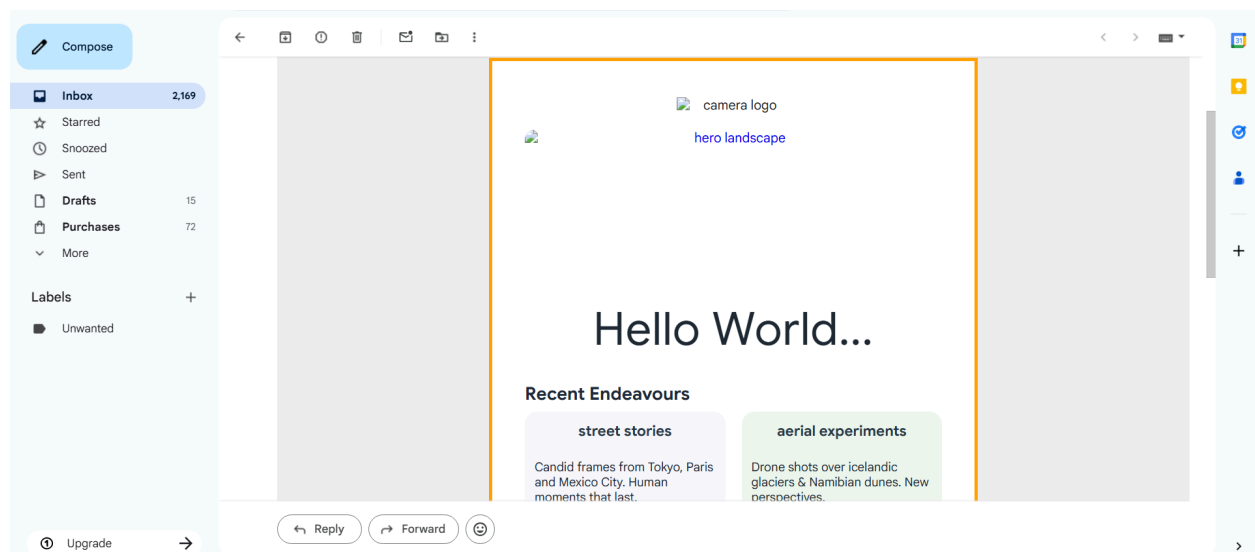 Compose
Inbox 2,169
Starred
Snoozed
Sent
Drafts 15
Purchases 72
More
Labels
Unwanted
Upgrade
camera logo
hero landscape
Hello World...
Recent Endeavours
street stories
Candid frames from Tokyo, Paris
and Mexico City. Human
moments that last.
aerial experiments
Drone shots over icelandic
glaciers & Namibian dunes. New
perspectives.
Reply
Forward
31